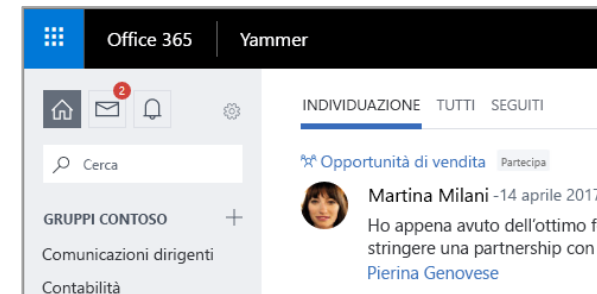 Office 365 Yammer
2
Cerca
GRUPPI CONTOSO
Comunicazioni dirigenti
Contabilità
INDIVIDUAZIONE TUTTI SEGUITI
Opportunità di vendita Partecipa
Martina Milani -14 aprile 2017
Ho appena avuto dell'ottimo f
stringere una partnership con
Pierina Genovese